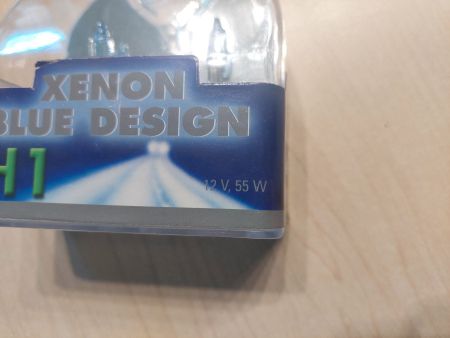 XENON
BLUE DESIGN
H1
12 V, 55 W